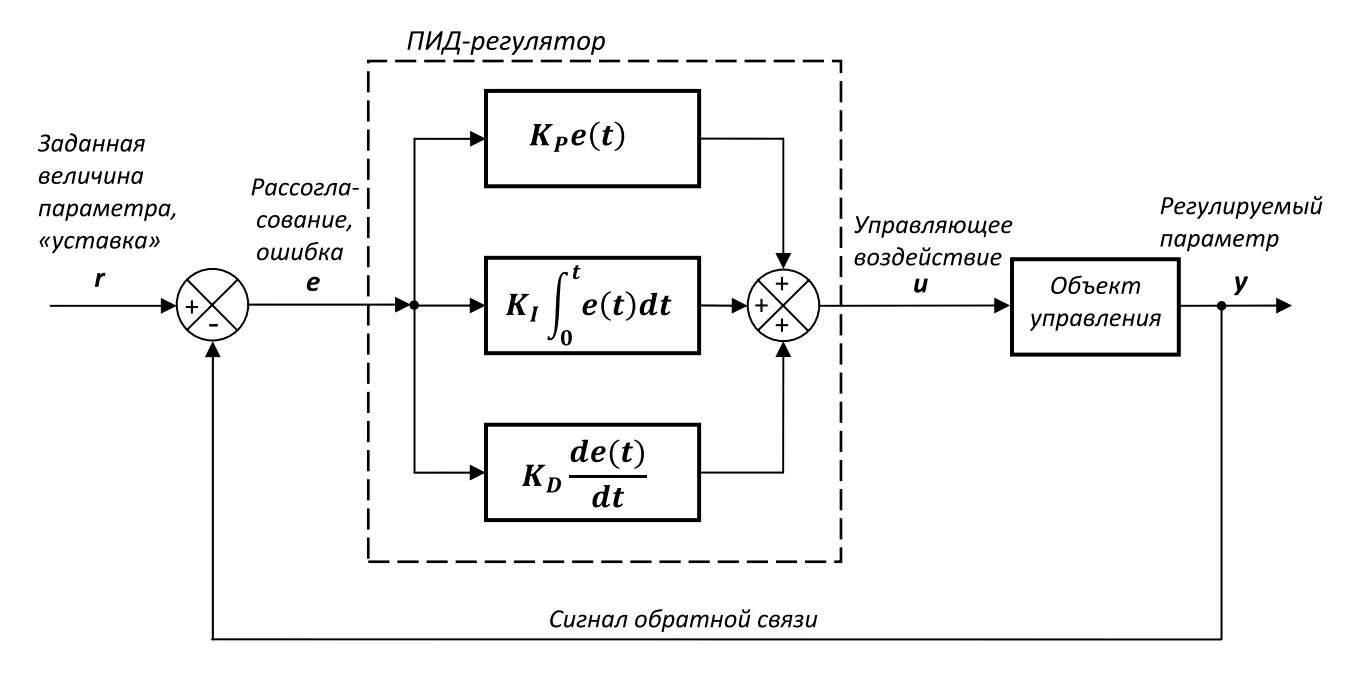 ПИД-регулятор
Заданная
величина
параметра,
«уставка»
r
Рассогла-
сование,
ошибка
e
K_P e(t)
K_I ∫_0^t e(t)dt
K_D de(t)/dt
+
-
+
+
+
Управляющее
воздействие
u
Объект
управления
Регулируемый
параметр
y
Сигнал обратной связи